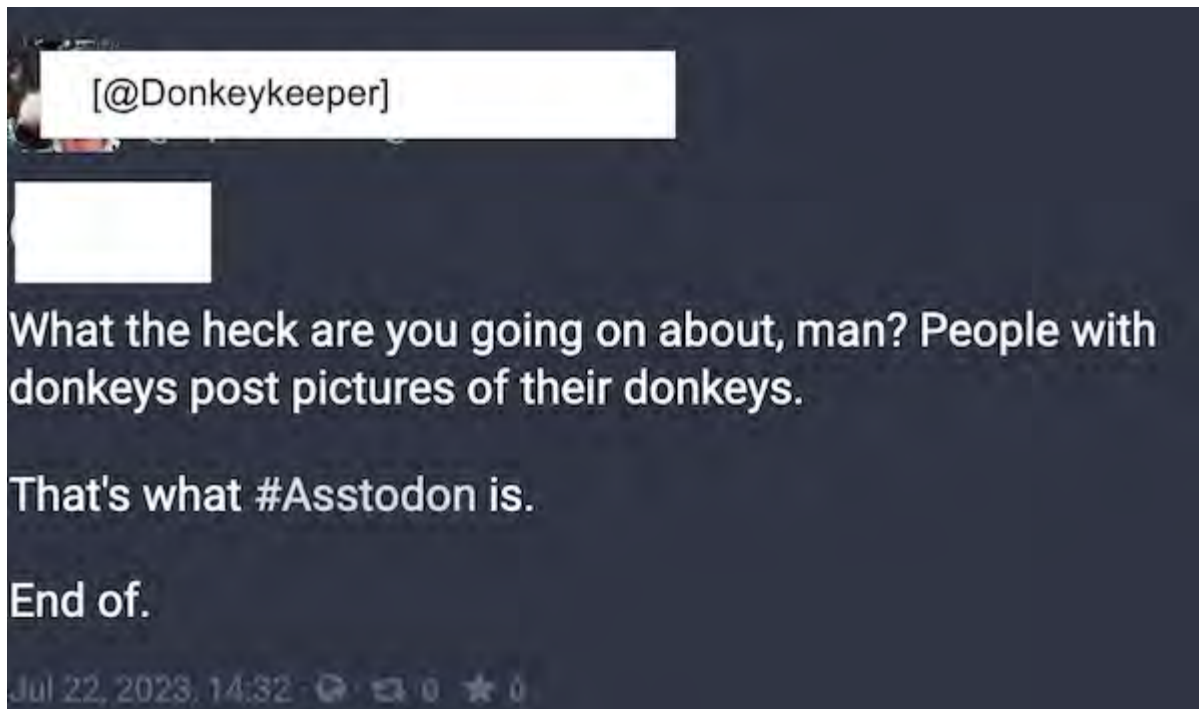 [@Donkeykeeper]
What the heck are you going on about, man? People with
donkeys post pictures of their donkeys.
That's what #Asstodon is.
End of.
Jul 22, 2023, 14:32 · 0 0